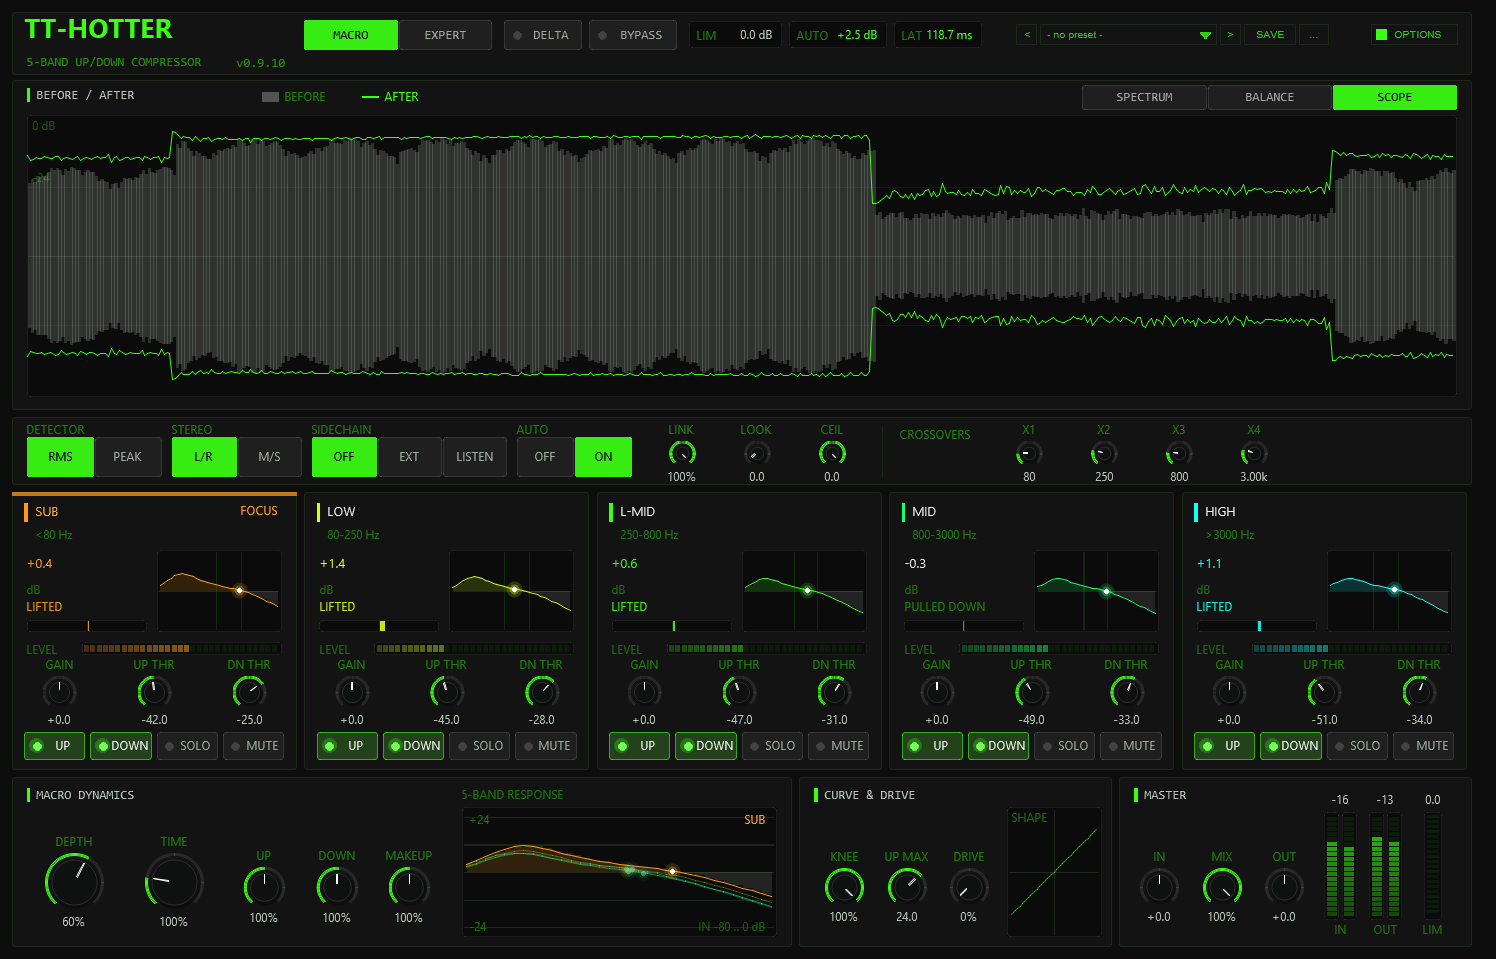 TT-HOTTER
5-BAND UP/DOWN COMPRESSOR v0.9.10
MACRO EXPERT DELTA BYPASS LIM 0.0 dB AUTO +2.5 dB LAT 118.7 ms < - no preset - > SAVE ... OPTIONS
BEFORE / AFTER BEFORE AFTER SPECTRUM BALANCE SCOPE
0 dB
-24
DETECTOR STEREO SIDECHAIN AUTO LINK LOOK CEIL CROSSOVERS X1 X2 X3 X4
RMS PEAK L/R M/S OFF EXT LISTEN OFF ON
100% 0.0 0.0 80 250 800 3.00k
SUB FOCUS
<80 Hz
+0.4
dB
LIFTED
LEVEL
GAIN UP THR DN THR
+0.0 -42.0 -25.0
UP DOWN SOLO MUTE
LOW
80-250 Hz
+1.4
dB
LIFTED
LEVEL
GAIN UP THR DN THR
+0.0 -45.0 -28.0
UP DOWN SOLO MUTE
L-MID
250-800 Hz
+0.6
dB
LIFTED
LEVEL
GAIN UP THR DN THR
+0.0 -47.0 -31.0
UP DOWN SOLO MUTE
MID
800-3000 Hz
-0.3
dB
PULLED DOWN
LEVEL
GAIN UP THR DN THR
+0.0 -49.0 -33.0
UP DOWN SOLO MUTE
HIGH
>3000 Hz
+1.1
dB
LIFTED
LEVEL
GAIN UP THR DN THR
+0.0 -51.0 -34.0
UP DOWN SOLO MUTE
MACRO DYNAMICS
DEPTH TIME UP DOWN MAKEUP
60% 100% 100% 100% 100%
5-BAND RESPONSE
+24 SUB
-24 IN -80 .. 0 dB
CURVE & DRIVE
SHAPE
KNEE UP MAX DRIVE
100% 24.0 0%
MASTER
-16 -13 0.0
IN MIX OUT
+0.0 100% +0.0
IN OUT LIM